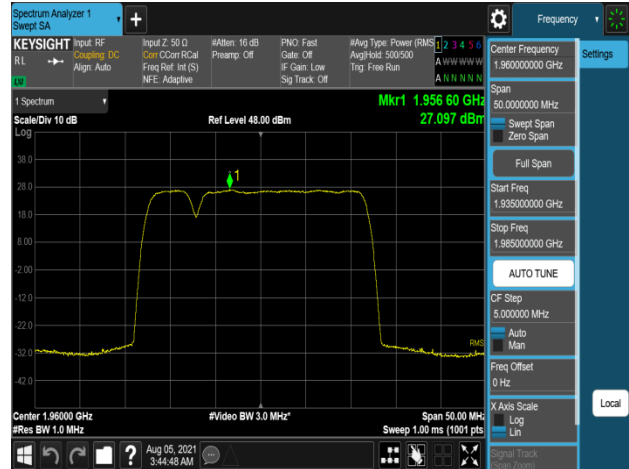 Spectrum Analyzer 1
Swept SA
Frequency
KEYSIGHT
RL
Input: RF
Coupling: DC
Align: Auto
Input Z: 50 Ω
Corr CCorr RCal
Freq Ref: Int (S)
NFE: Adaptive
#Atten: 16 dB
Preamp: Off
PNO: Fast
Gate: Off
IF Gain: Low
Sig Track: Off
#Avg Type: Power (RMS
Avg|Hold: 500/500
Trig: Free Run
1 2 3 4 5 6
A W W W W W
A N N N N N
LXI
1 Spectrum
Scale/Div 10 dB
Log
Ref Level 48.00 dBm
Mkr1 1.956 60 GHz
27.097 dBm
1
38.0
28.0
18.0
8.00
-2.00
-12.0
-22.0
-32.0
-42.0
RMS
Center 1.96000 GHz
#Res BW 1.0 MHz
#Video BW 3.0 MHz*
Span 50.00 MHz
Sweep 1.00 ms (1001 pts
Aug 05, 2021
3:44:48 AM
Center Frequency
1.960000000 GHz
Settings
Span
50.0000000 MHz
Swept Span
Zero Span
Full Span
Start Freq
1.935000000 GHz
Stop Freq
1.985000000 GHz
AUTO TUNE
CF Step
5.000000 MHz
Auto
Man
Freq Offset
0 Hz
X Axis Scale
Log
Lin
Local
Signal Track
(Span Zoom)